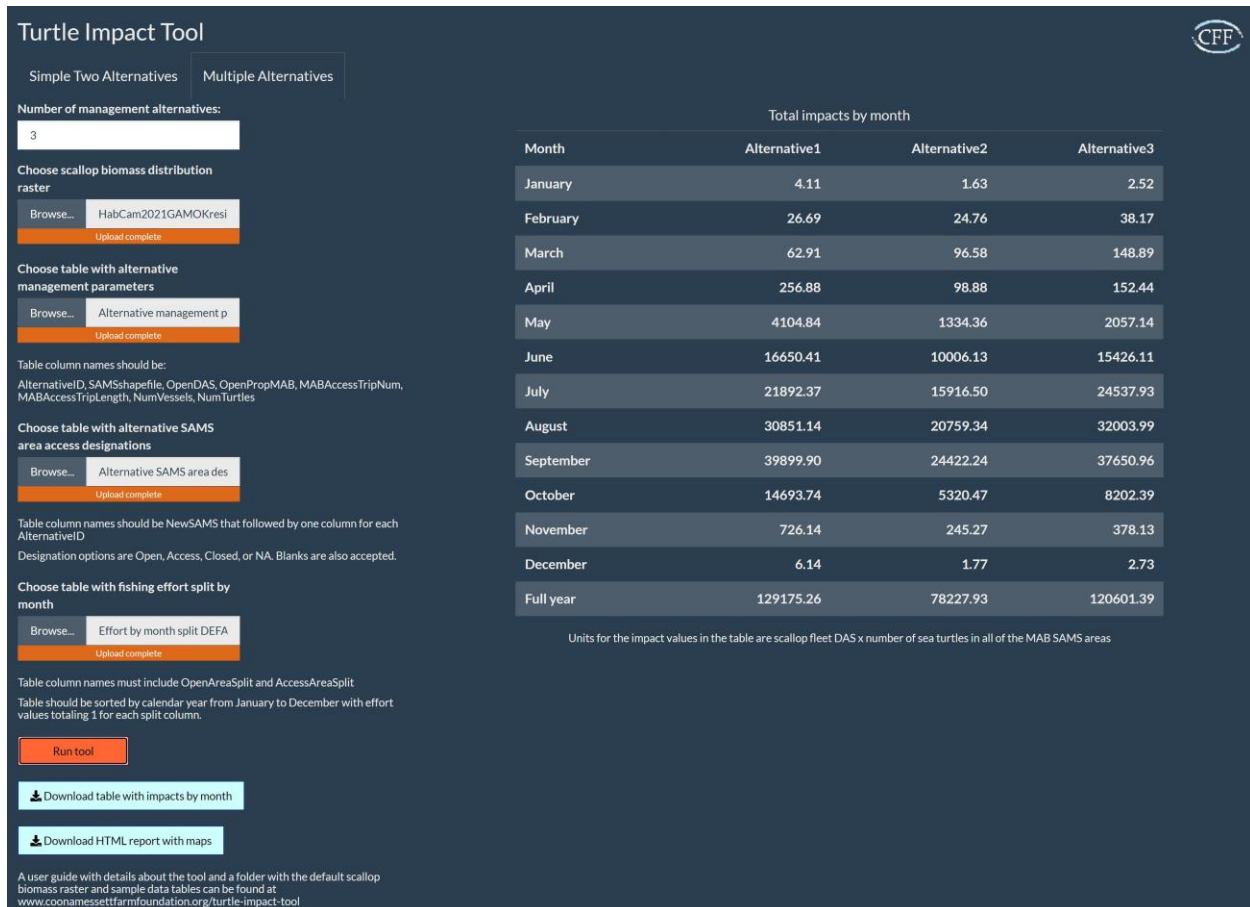 Turtle Impact Tool
CFF
Simple Two Alternatives Multiple Alternatives
Number of management alternatives:
3
Choose scallop biomass distribution
raster
Browse... HabCam2021GAMOKresi
Upload complete
Choose table with alternative
management parameters
Browse... Alternative management p
Upload complete
Table column names should be:
AlternativeID, SAMSshapefile, OpenDAS, OpenPropMAB, MABAccessTripNum,
MABAccessTripLength, NumVessels, NumTurtles
Choose table with alternative SAMS
area access designations
Browse... Alternative SAMS area des
Upload complete
Table column names should be NewSAMS that followed by one column for each
AlternativeID
Designation options are Open, Access, Closed, or NA. Blanks are also accepted.
Choose table with fishing effort split by
month
Browse... Effort by month split DEFA
Upload complete
Table column names must include OpenAreaSplit and AccessAreaSplit
Table should be sorted by calendar year from January to December with effort
values totaling 1 for each split column.
Run tool
Download table with impacts by month
Download HTML report with maps
A user guide with details about the tool and a folder with the default scallop
biomass raster and sample data tables can be found at
www.coonamessettfarmfoundation.org/turtle-impact-tool
Total impacts by month
Month Alternative1 Alternative2 Alternative3
January 4.11 1.63 2.52
February 26.69 24.76 38.17
March 62.91 96.58 148.89
April 256.88 98.88 152.44
May 4104.84 1334.36 2057.14
June 16650.41 10006.13 15426.11
July 21892.37 15916.50 24537.93
August 30851.14 20759.34 32003.99
September 39899.90 24422.24 37650.96
October 14693.74 5320.47 8202.39
November 726.14 245.27 378.13
December 6.14 1.77 2.73
Full year 129175.26 78227.93 120601.39
Units for the impact values in the table are scallop fleet DAS x number of sea turtles in all of the MAB SAMS areas